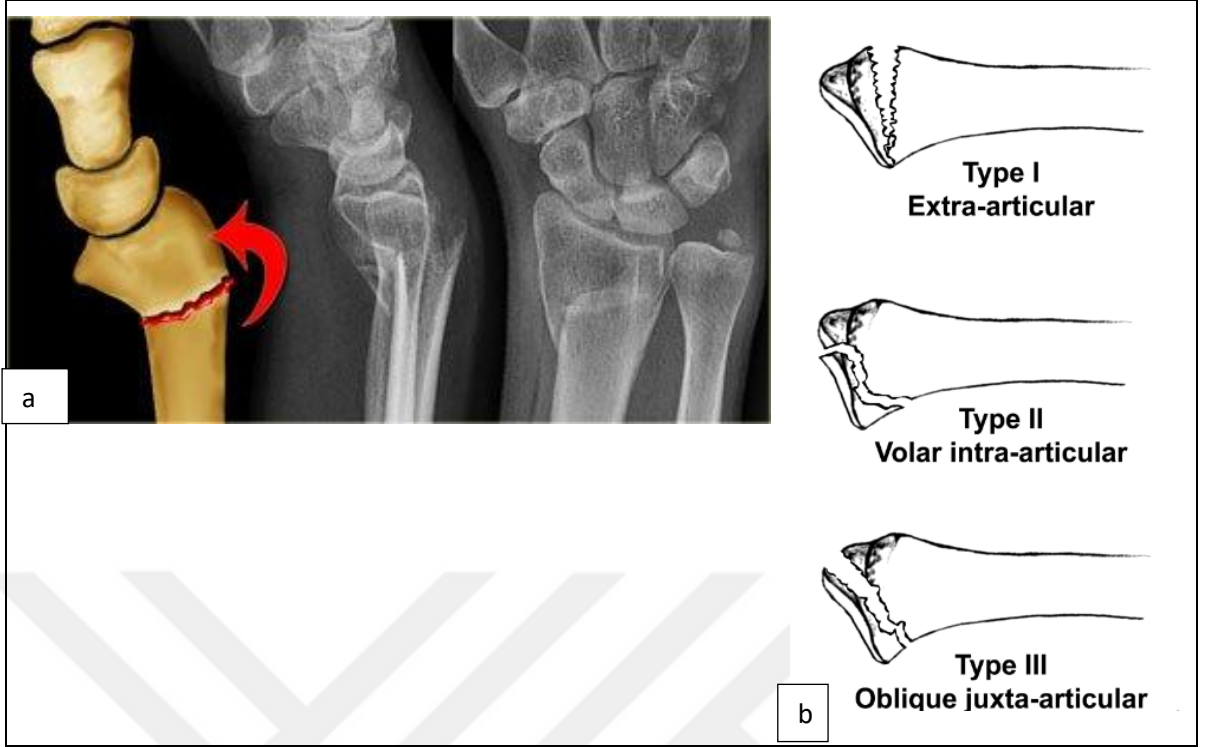 a
Type I
Extra-articular
Type II
Volar intra-articular
Type III
Oblique juxta-articular
b